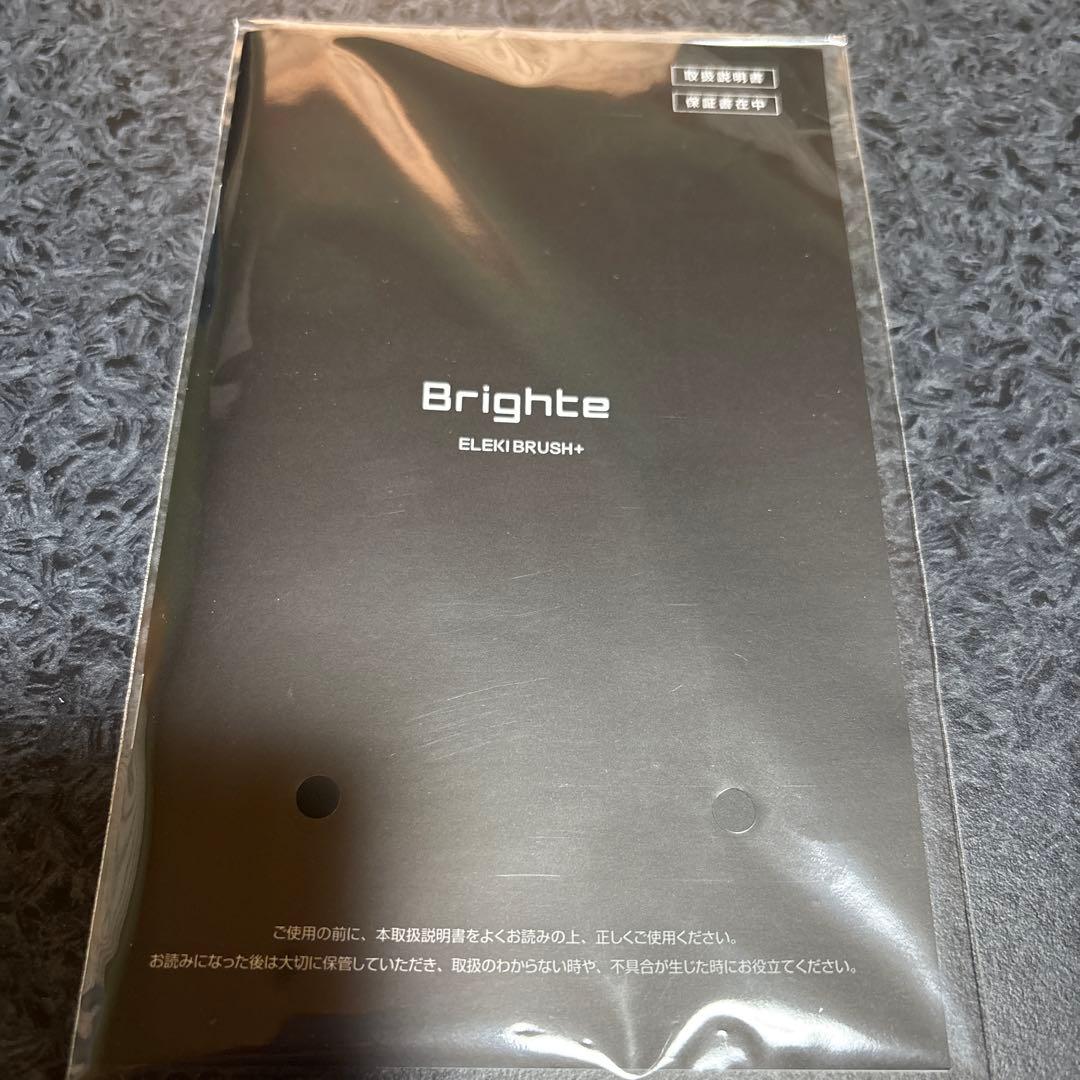 取扱説明書
保証書在中
Brighte
ELEKI BRUSH+
ご使用の前に、本取扱説明書をよくお読みの上、正しくご使用ください。
お読みになった後は大切に保管していただき、取扱のわからない時や、不具合が生じた時にお役立てください。